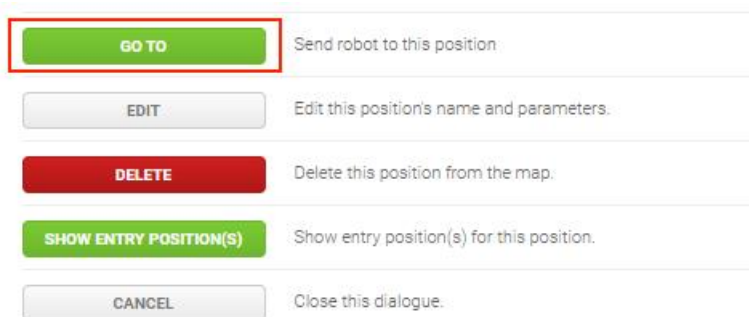 GO TO Send robot to this position
EDIT Edit this position's name and parameters.
DELETE Delete this position from the map.
SHOW ENTRY POSITION(S) Show entry position(s) for this position.
CANCEL Close this dialogue.